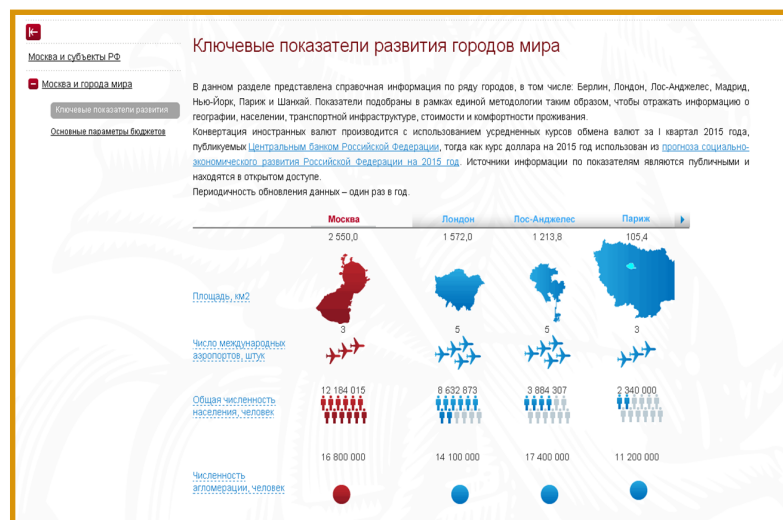 Ключевые показатели развития городов мира
Москва и субъекты РФ
Москва и города мира
Ключевые показатели развития
Основные параметры бюджетов
В данном разделе представлена справочная информация по ряду городов, в том числе: Берлин, Лондон, Лос-Анджелес, Мадрид,
Нью-Йорк, Париж и Шанхай. Показатели подобраны в рамках единой методологии таким образом, чтобы отражать информацию о
географии, населении, транспортной инфраструктуре, стоимости и комфортности проживания.
Конвертация иностранных валют производится с использованием усредненных курсов обмена валют за I квартал 2015 года,
публикуемых Центральным банком Российской Федерации, тогда как курс доллара на 2015 год использован из прогноза социально-
экономического развития Российской Федерации на 2015 год. Источники информации по показателям являются публичными и
находятся в открытом доступе.
Периодичность обновления данных – один раз в год.
Москва Лондон Лос-Анджелес Париж
2 550,0 1 572,0 1 213,8 105,4
Площадь, км2
3 5 5 3
Число международных
аэропортов, штук
12 184 015 8 632 873 3 884 307 2 340 000
Общая численность
населения, человек
16 800 000 14 100 000 17 400 000 11 200 000
Численность
агломерации, человек